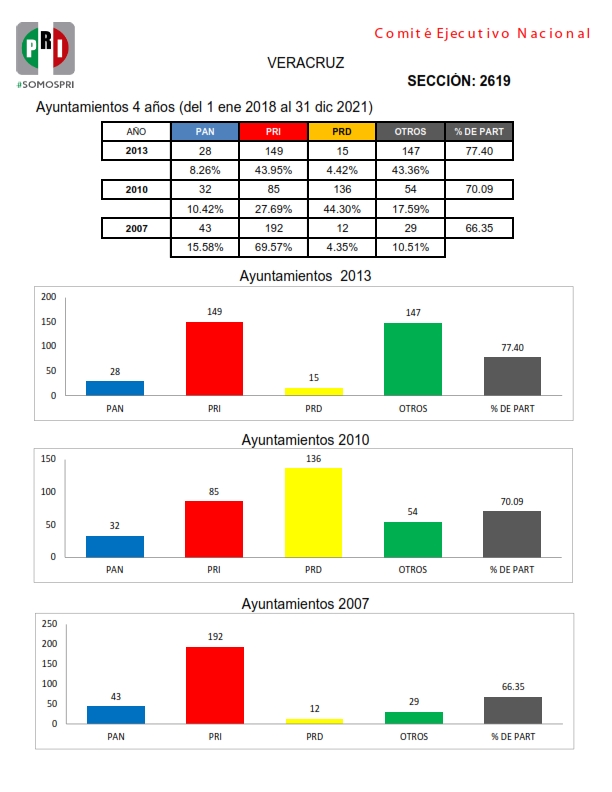 PRI
#SOMOSPRI
Comité Ejecutivo Nacional
VERACRUZ
SECCIÓN: 2619
Ayuntamientos 4 años (del 1 ene 2018 al 31 dic 2021)
AÑO PAN PRI PRD OTROS % DE PART
2013 28 149 15 147 77.40
8.26% 43.95% 4.42% 43.36%
2010 32 85 136 54 70.09
10.42% 27.69% 44.30% 17.59%
2007 43 192 12 29 66.35
15.58% 69.57% 4.35% 10.51%
Ayuntamientos 2013
200
150
100
50
0
28
149
15
147
77.40
PAN PRI PRD OTROS % DE PART
Ayuntamientos 2010
150
100
50
0
32
85
136
54
70.09
PAN PRI PRD OTROS % DE PART
Ayuntamientos 2007
250
200
150
100
50
0
43
192
12
29
66.35
PAN PRI PRD OTROS % DE PART